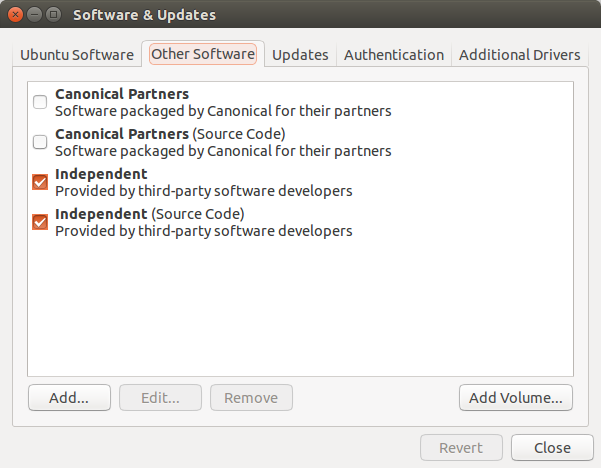 Software & Updates
Ubuntu Software Other Software Updates Authentication Additional Drivers
Canonical Partners
Software packaged by Canonical for their partners
Canonical Partners (Source Code)
Software packaged by Canonical for their partners
Independent
Provided by third-party software developers
Independent (Source Code)
Provided by third-party software developers
Add... Edit... Remove Add Volume...
Revert Close